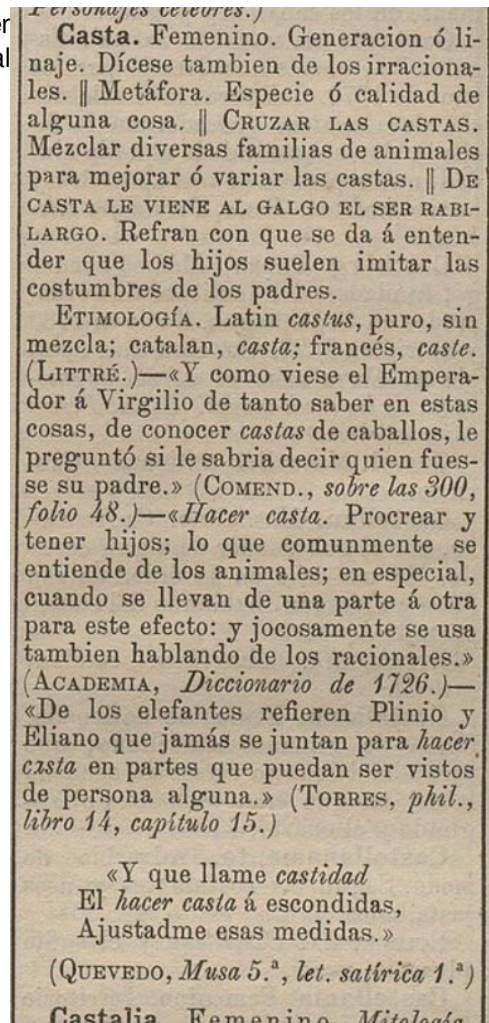 er
al
Personajes célebres.)
Casta. Femenino. Generacion ó li-
naje. Dícese tambien de los irraciona-
les. || Metáfora. Especie ó calidad de
alguna cosa. || CRUZAR LAS CASTAS.
Mezclar diversas familias de animales
para mejorar ó variar las castas. || DE
CASTA LE VIENE AL GALGO EL SER RABI-
LARGO. Refran con que se da á enten-
der que los hijos suelen imitar las
costumbres de los padres.
ETIMOLOGÍA. Latin castus, puro, sin
mezcla; catalan, casta; francés, caste.
(LITTRÉ.)—«Y como viese el Empera-
dor á Virgilio de tanto saber en estas
cosas, de conocer castas de caballos, le
preguntó si le sabria decir quien fues-
se su padre.» (COMEND., sobre las 300,
folio 48.)—«Hacer casta. Procrear y
tener hijos; lo que comunmente se
entiende de los animales; en especial,
cuando se llevan de una parte á otra
para este efecto: y jocosamente se usa
tambien hablando de los racionales.»
(ACADEMIA, Diccionario de 1726.)—
«De los elefantes refieren Plinio y
Eliano que jamás se juntan para hacer
casta en partes que puedan ser vistos
de persona alguna.» (TORRES, phil.,
libro 14, capítulo 15.)
«Y que llame castidad
El hacer casta á escondidas,
Ajustadme esas medidas.»
(QUEVEDO, Musa 5.ª, let. satírica 1.ª)
Castalia. Femenino. Mitología.